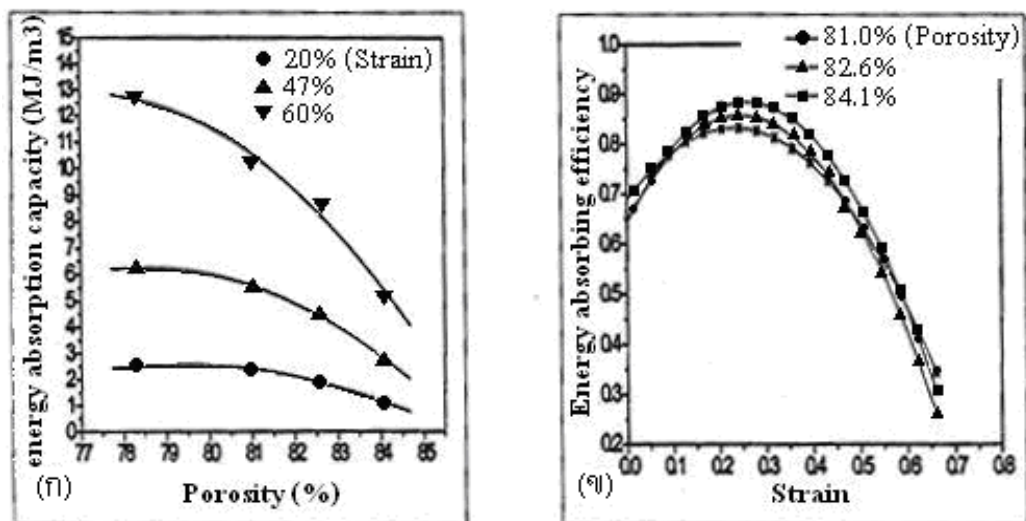 energy absorption capacity (MJ/m3)
15
14
13
12
11
10
9
8
7
6
5
4
3
2
1
0
20% (Strain)
47%
60%
77 78 79 80 81 82 83 84 85
(ก)
Porosity (%)
Energy absorbing efficiency
1.0
0.9
0.8
0.7
0.6
0.5
0.4
0.3
0.2
81.0% (Porosity)
82.6%
84.1%
0.0 0.1 0.2 0.3 0.4 0.5 0.6 0.8
(ข)
Strain